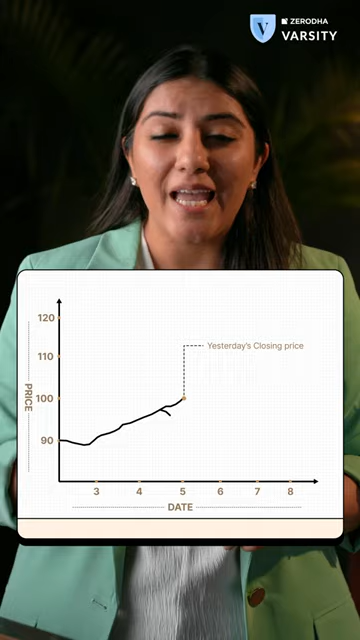 V
ZERODHA
VARSITY
120
Yesterday's Closing price
110
100
90
PRICE
3 4 5 6 7 8
DATE